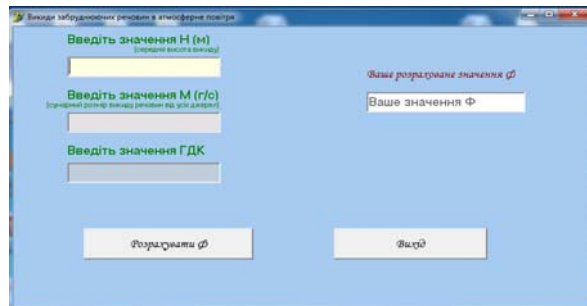 Викиди забруднюючих речовин в атмосферне повітря
Введіть значення Н (м)
(середня висота викиду)
Введіть значення М (г/с)
(сумарний розмір викиду речовин від усіх джерел)
Введіть значення ГДК
Ваше розраховане значення Ф
Ваше значення Ф
Розрахувати Ф
Вихід